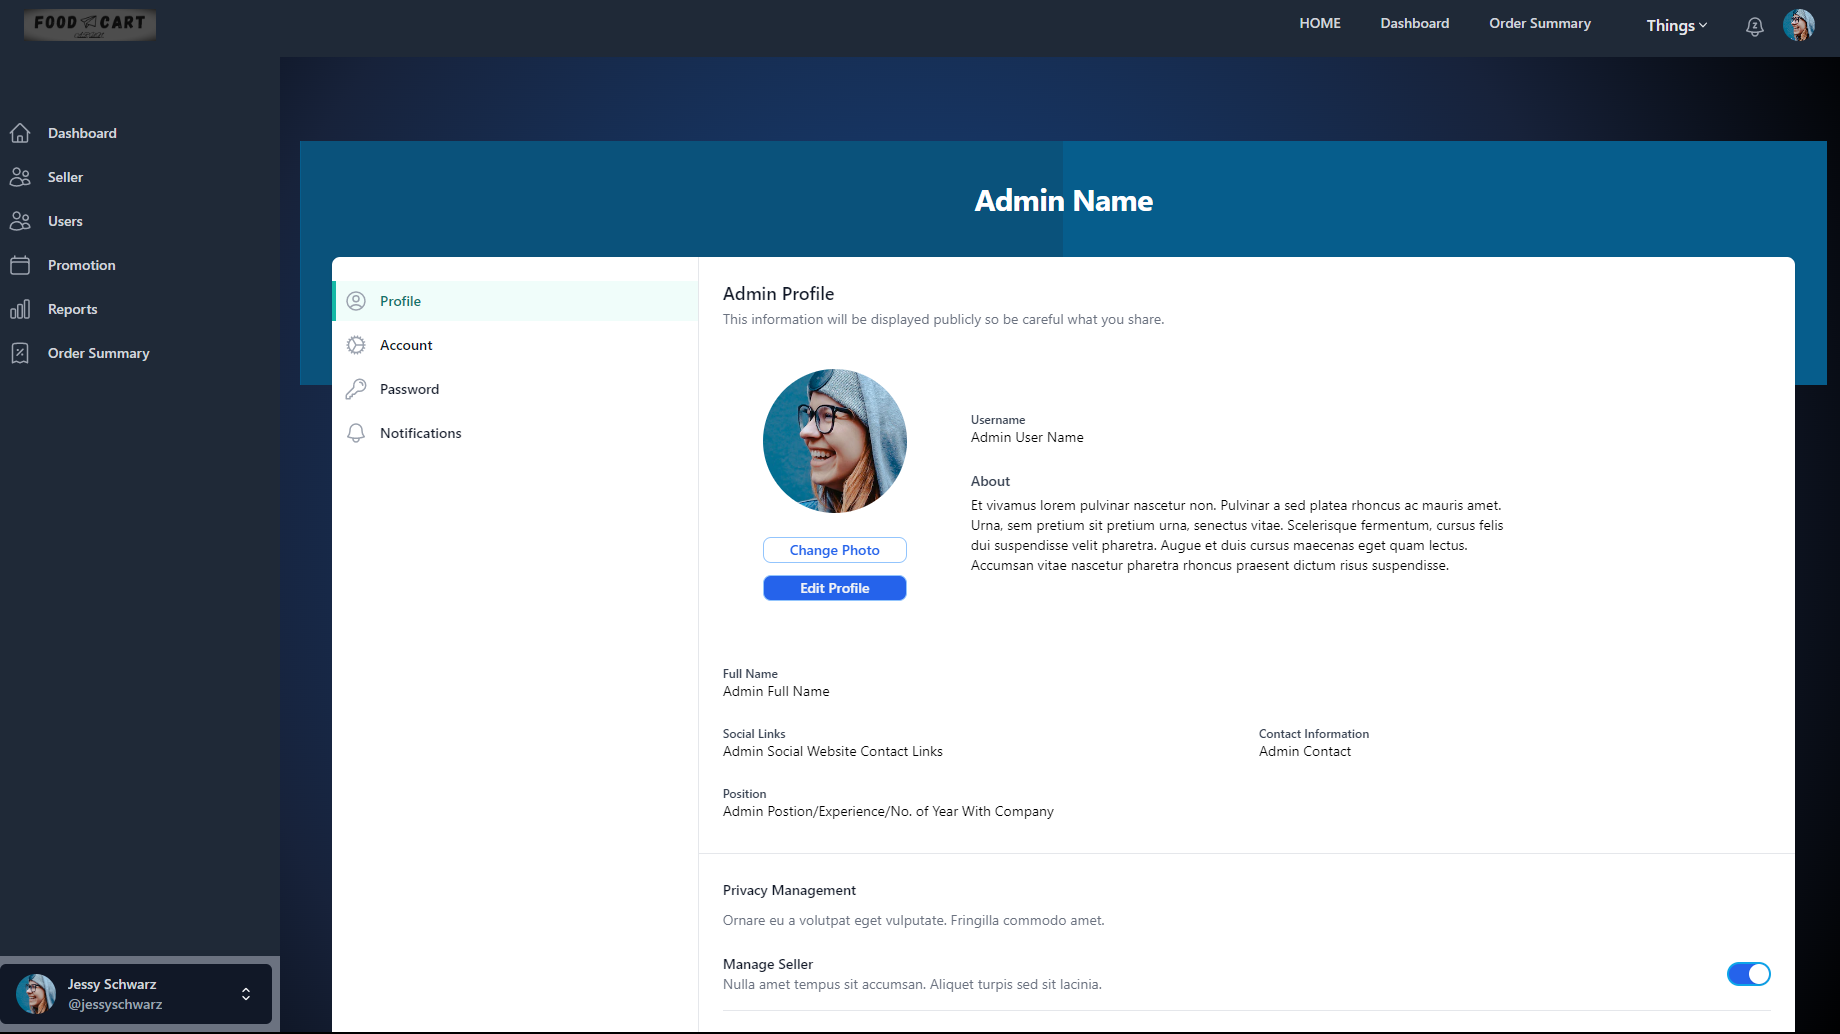 FOOD CART
HOME
Dashboard
Order Summary
Things
Dashboard
Seller
Users
Promotion
Reports
Order Summary
Jessy Schwarz
@jessyschwarz
Admin Name
Profile
Account
Password
Notifications
Admin Profile
This information will be displayed publicly so be careful what you share.
Change Photo
Edit Profile
Username
Admin User Name
About
Et vivamus lorem pulvinar nascetur non. Pulvinar a sed platea rhoncus ac mauris amet.
Urna, sem pretium sit pretium urna, senectus vitae. Scelerisque fermentum, cursus felis
dui suspendisse velit pharetra. Augue et duis cursus maecenas eget quam lectus.
Accumsan vitae nascetur pharetra rhoncus praesent dictum risus suspendisse.
Full Name
Admin Full Name
Social Links
Admin Social Website Contact Links
Contact Information
Admin Contact
Position
Admin Postion/Experience/No. of Year With Company
Privacy Management
Ornare eu a volutpat eget vulputate. Fringilla commodo amet.
Manage Seller
Nulla amet tempus sit accumsan. Aliquet turpis sed sit lacinia.